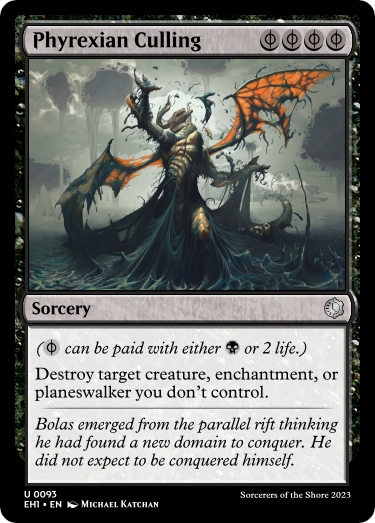 Phyrexian Culling
Sorcery
( can be paid with either or 2 life.)
Destroy target creature, enchantment, or
planeswalker you don't control.
Bolas emerged from the parallel rift thinking
he had found a new domain to conquer. He
did not expect to be conquered himself.
U 0093
EH1 • EN Michael Katchan
Sorcerers of the Shore 2023